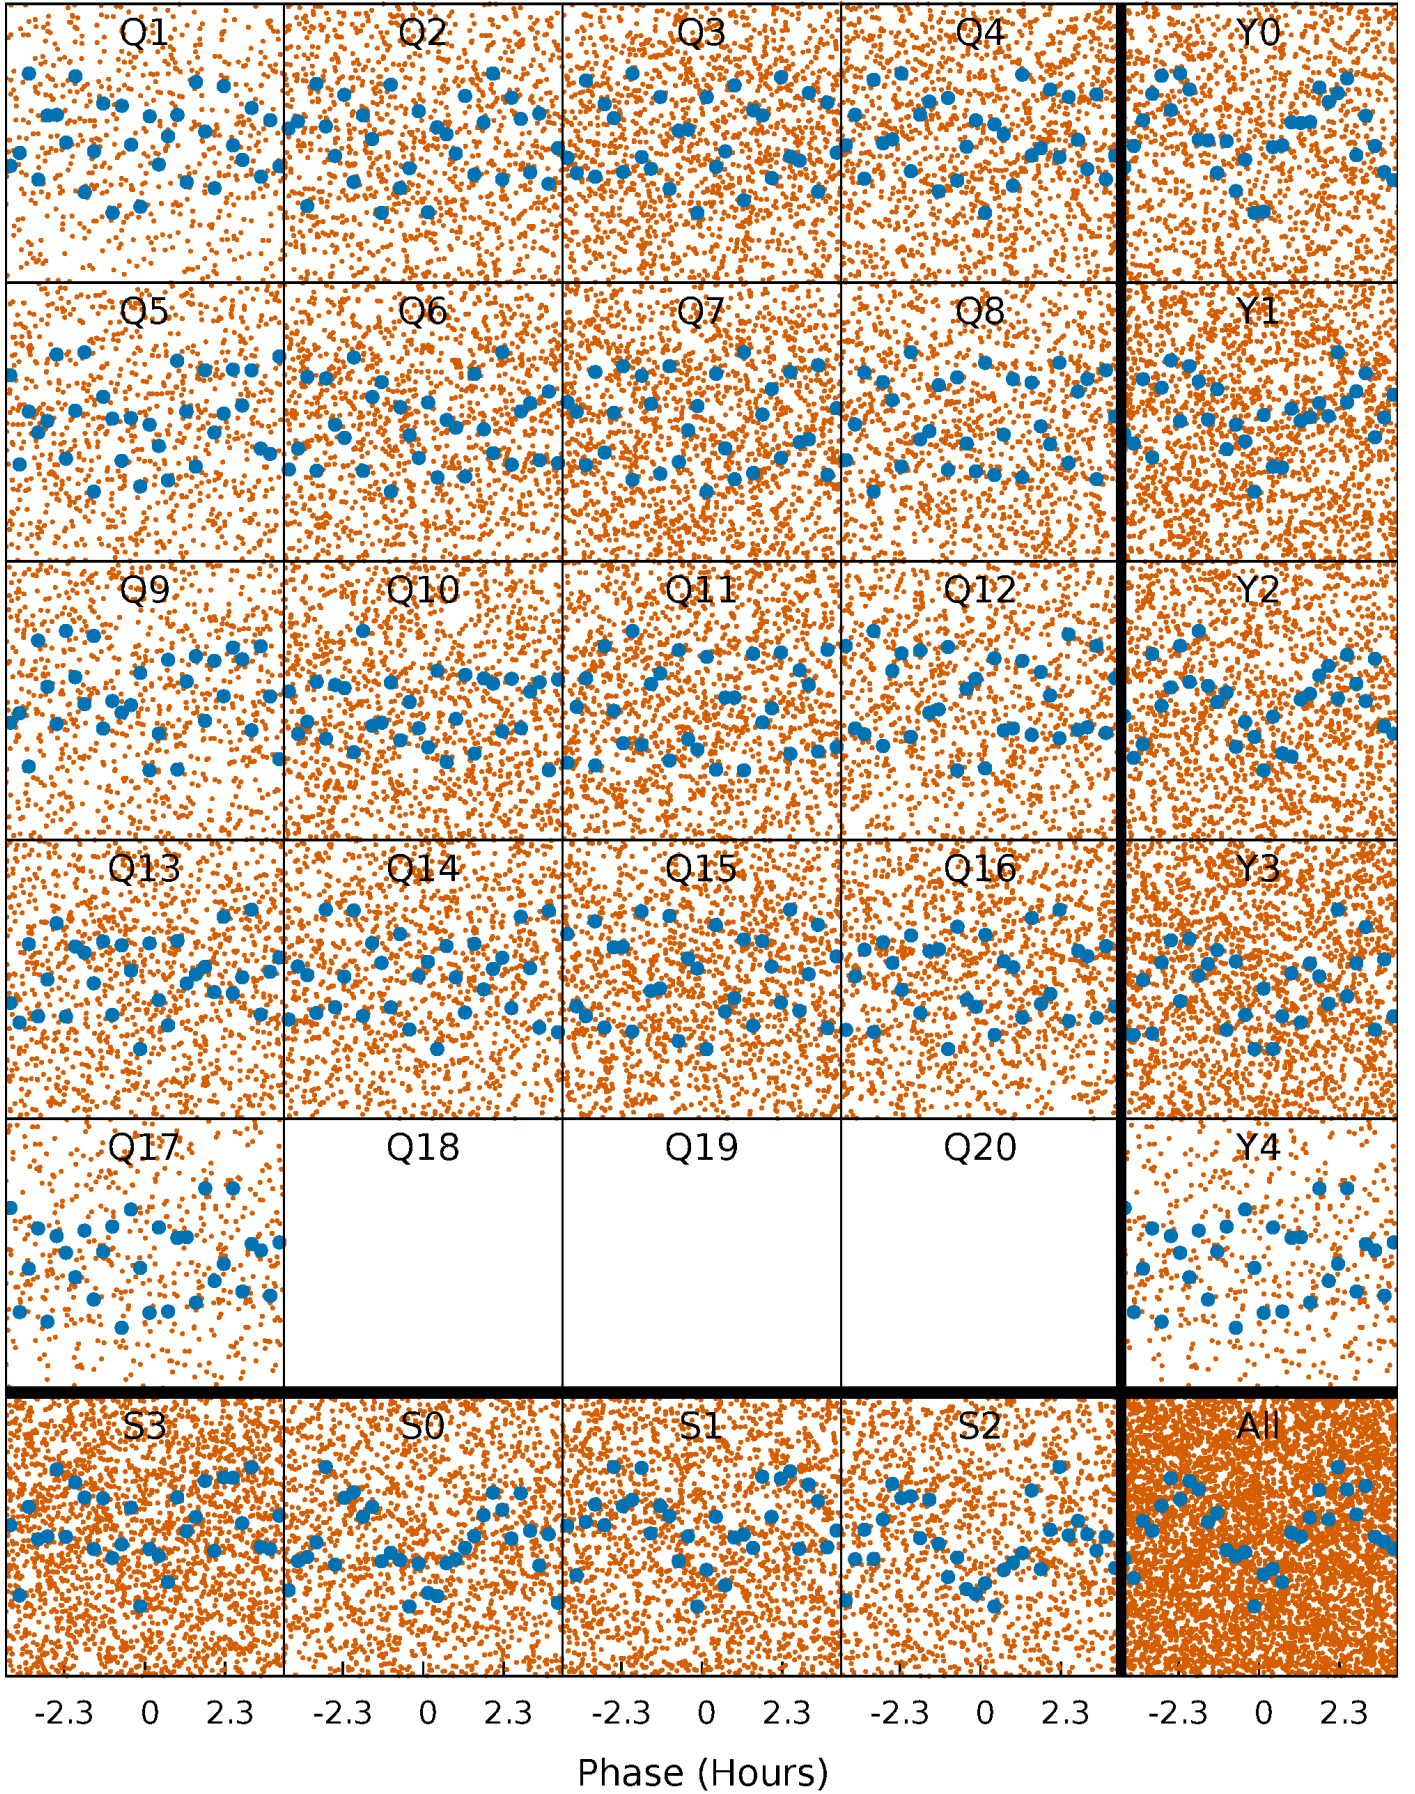 Q1 Q2 Q3 Q4 Y0
Q5 Q6 Q7 Q8 Y1
Q9 Q10 Q11 Q12 Y2
Q13 Q14 Q15 Q16 Y3
Q17 Q18 Q19 Q20 Y4
S3 S0 S1 S2 All
-2.3 0 2.3 -2.3 0 2.3 -2.3 0 2.3 -2.3 0 2.3 -2.3 0 2.3
Phase (Hours)